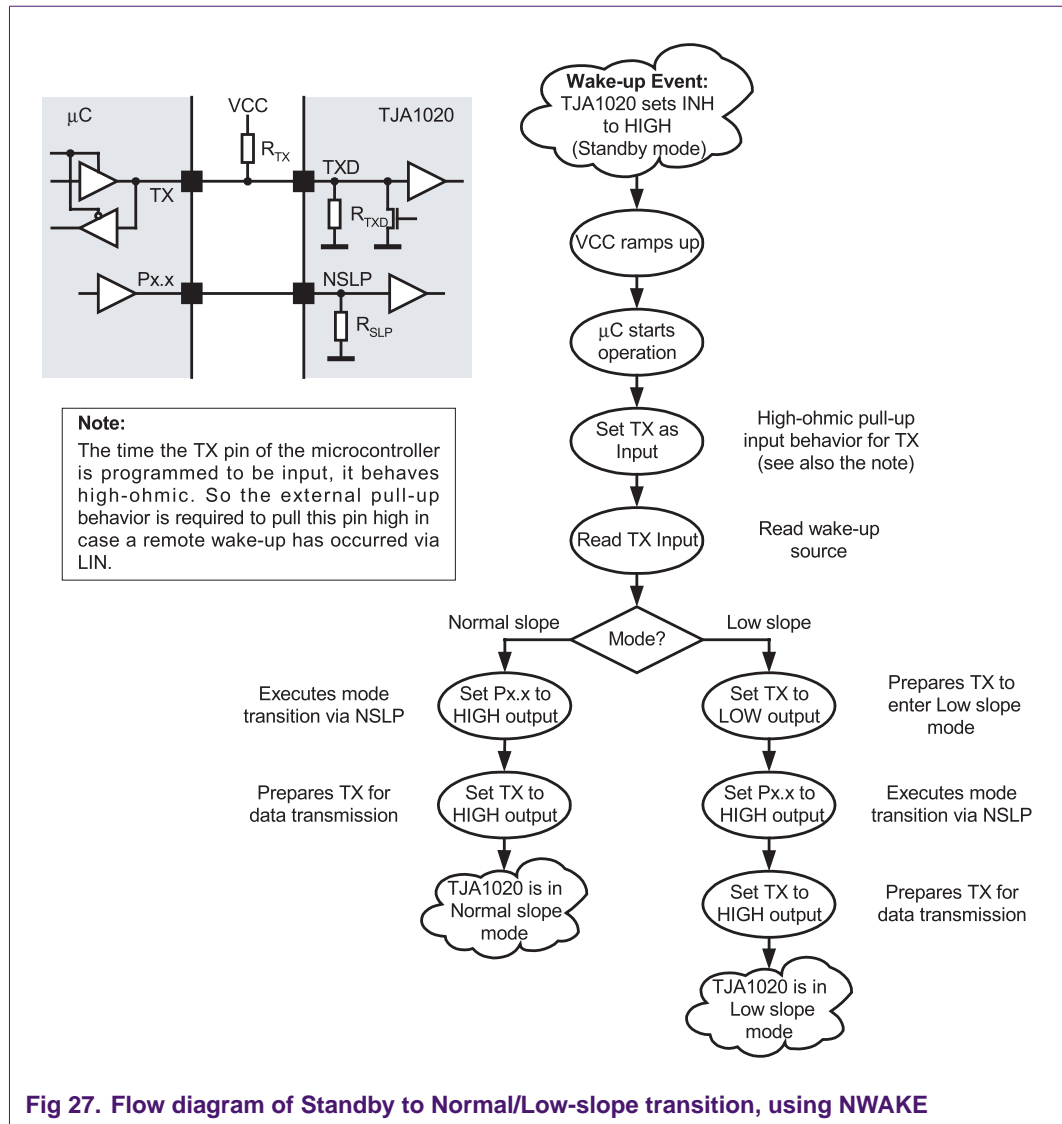 μC
VCC
TJA1020
RTX
TX
TXD
RTXD
Px.x
NSLP
RSLP
Note:
The time the TX pin of the microcontroller
is programmed to be input, it behaves
high-ohmic. So the external pull-up
behavior is required to pull this pin high in
case a remote wake-up has occurred via
LIN.
Wake-up Event:
TJA1020 sets INH
to HIGH
(Standby mode)
VCC ramps up
μC starts
operation
Set TX as
Input
High-ohmic pull-up
input behavior for TX
(see also the note)
Read TX Input
Read wake-up
source
Mode?
Normal slope
Low slope
Executes mode
transition via NSLP
Set Px.x to
HIGH output
Prepares TX for
data transmission
Set TX to
HIGH output
TJA1020 is in
Normal slope
mode
Set TX to
LOW output
Prepares TX to
enter Low slope
mode
Set Px.x to
HIGH output
Executes mode
transition via NSLP
Set TX to
HIGH output
Prepares TX for
data transmission
TJA1020 is in
Low slope
mode
Fig 27. Flow diagram of Standby to Normal/Low-slope transition, using NWAKE